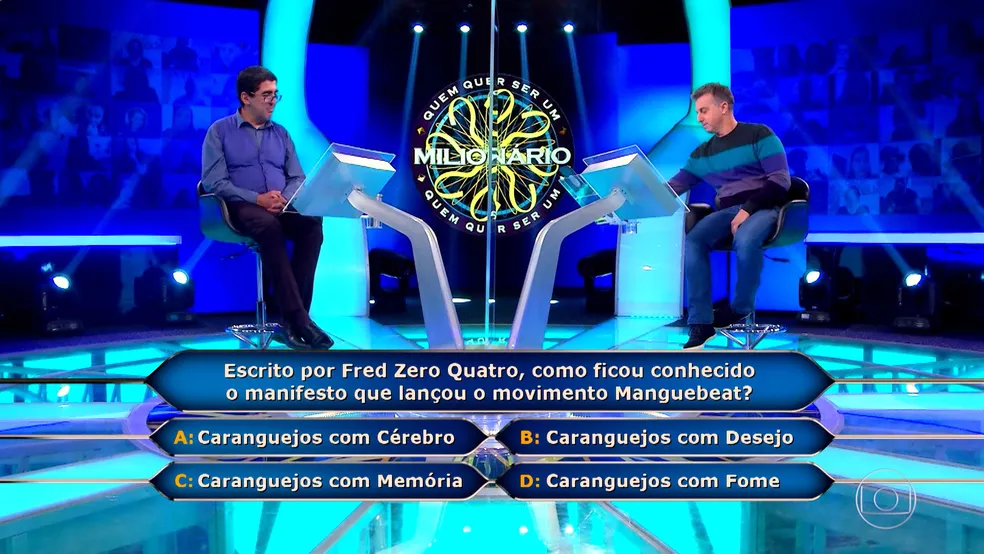 QUEM QUER SER UM
MILIONÁRIO
QUEM QUER SER UM
Escrito por Fred Zero Quatro, como ficou conhecido
o manifesto que lançou o movimento Manguebeat?
A: Caranguejos com Cérebro
B: Caranguejos com Desejo
C: Caranguejos com Memória
D: Caranguejos com Fome